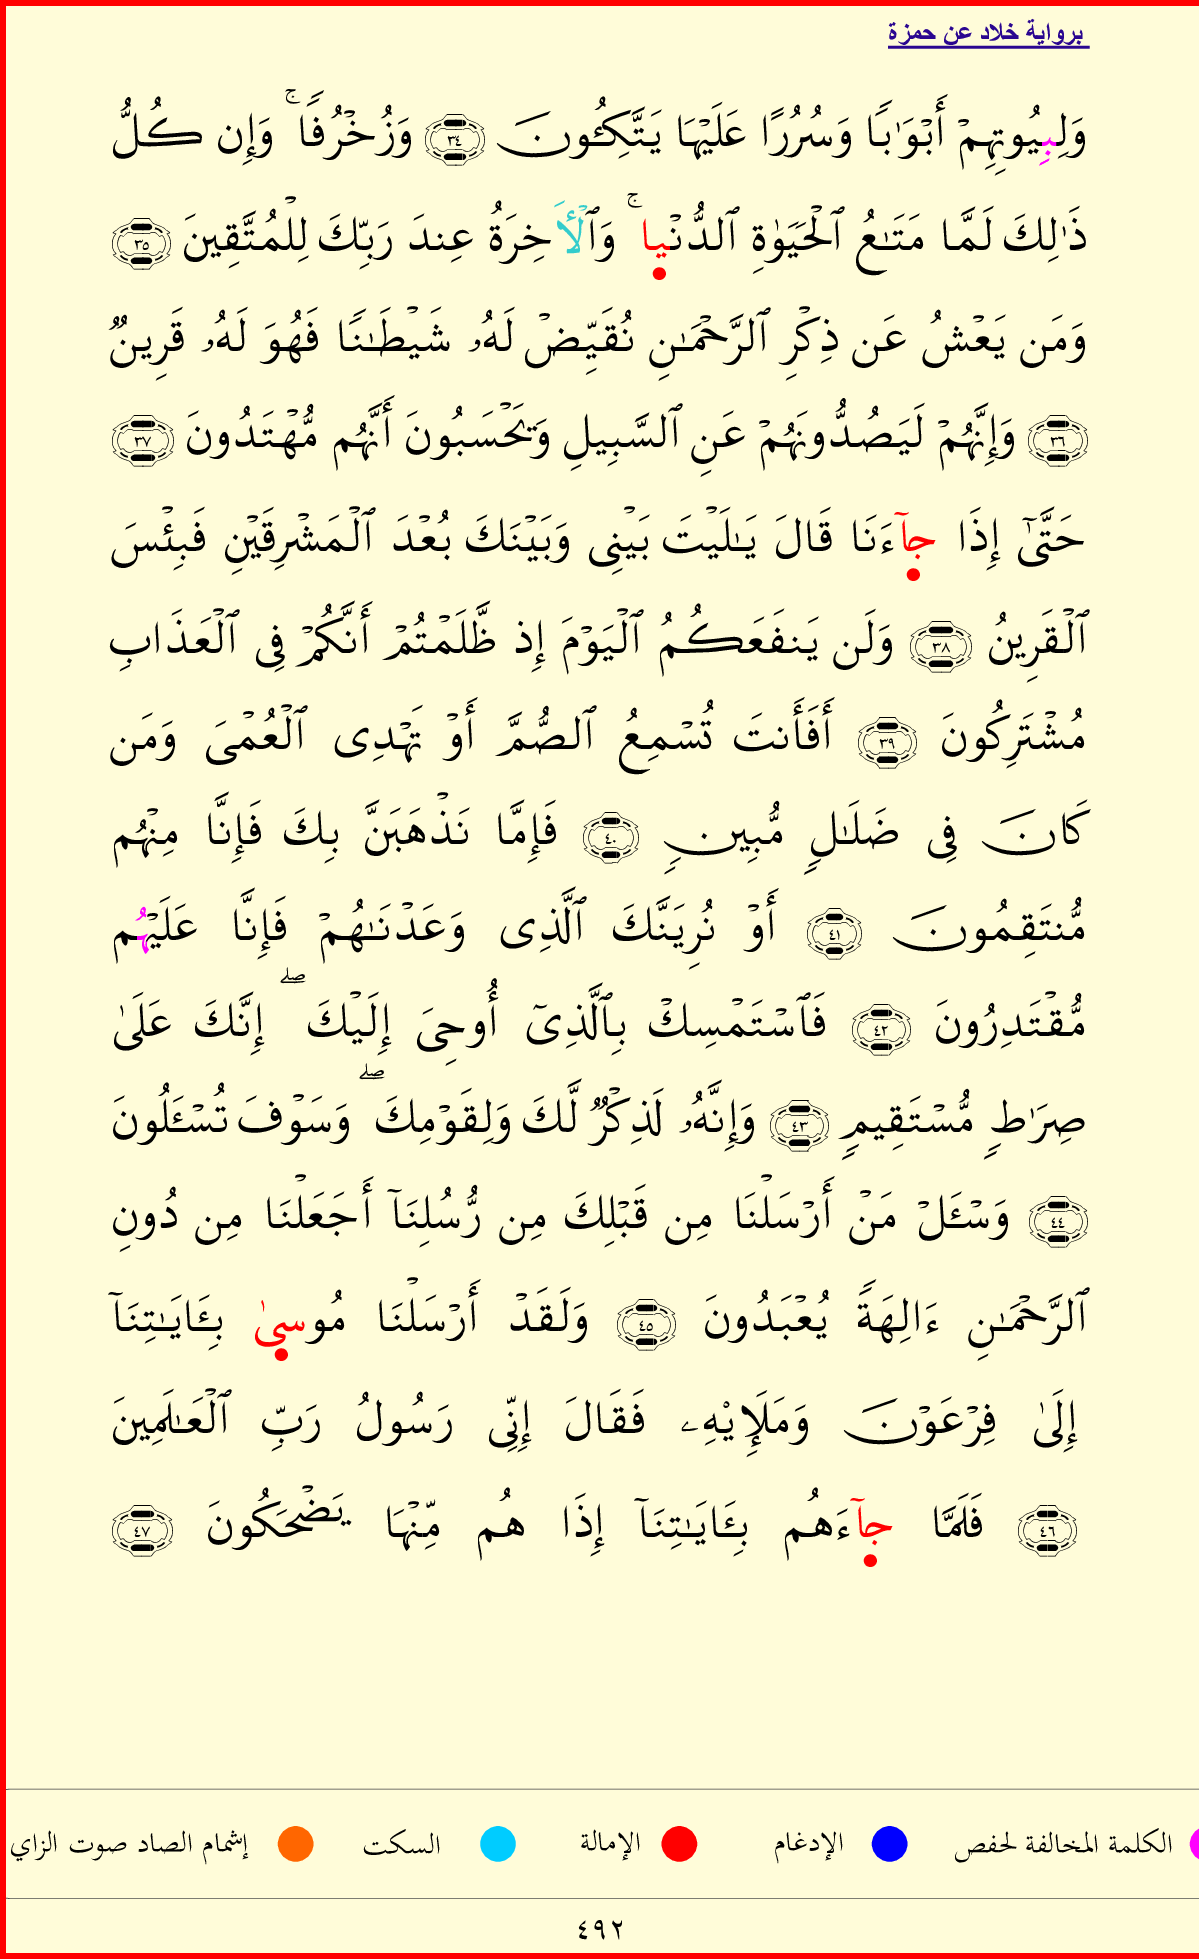 برواية خلاد عن حمزة
وَلِبِيُوتِهِمۡ أَبۡوَٰبٗا وَسُرُرًا عَلَيۡهَا يَتَّكِـُٔونَ ٣٤ وَزُخۡرُفٗاۚ وَإِن كُلُّ
ذَٰلِكَ لَمَّا مَتَٰعُ ٱلۡحَيَوٰةِ ٱلدُّنۡيِاۚ وَٱلۡأَخِرَةُ عِندَ رَبِّكَ لِلۡمُتَّقِينَ ٣٥
وَمَن يَعۡشُ عَن ذِكۡرِ ٱلرَّحۡمَٰنِ نُقَيِّضۡ لَهُۥ شَيۡطَٰنٗا فَهُوَ لَهُۥ قَرِينٞ
٣٦ وَإِنَّهُمۡ لَيَصُدُّونَهُمۡ عَنِ ٱلسَّبِيلِ وَيَحۡسَبُونَ أَنَّهُم مُّهۡتَدُونَ ٣٧
حَتَّىٰٓ إِذَا جِآءَنَا قَالَ يَٰلَيۡتَ بَيۡنِي وَبَيۡنَكَ بُعۡدَ ٱلۡمَشۡرِقَيۡنِ فَبِئۡسَ
ٱلۡقَرِينُ ٣٨ وَلَن يَنفَعَكُمُ ٱلۡيَوۡمَ إِذ ظَّلَمۡتُمۡ أَنَّكُمۡ فِي ٱلۡعَذَابِ
مُشۡتَرِكُونَ ٣٩ أَفَأَنتَ تُسۡمِعُ ٱلصُّمَّ أَوۡ تَهۡدِي ٱلۡعُمۡيَ وَمَن
كَانَ فِي ضَلَٰلٖ مُّبِينٖ ٤٠ فَإِمَّا نَذۡهَبَنَّ بِكَ فَإِنَّا مِنۡهُم
مُّنتَقِمُونَ ٤١ أَوۡ نُرِيَنَّكَ ٱلَّذِي وَعَدۡنَٰهُمۡ فَإِنَّا عَلَيۡهُم
مُّقۡتَدِرُونَ ٤٢ فَٱسۡتَمۡسِكۡ بِٱلَّذِيٓ أُوحِيَ إِلَيۡكَۖ إِنَّكَ عَلَىٰ
صِرَٰطٖ مُّسۡتَقِيمٖ ٤٣ وَإِنَّهُۥ لَذِكۡرٞ لَّكَ وَلِقَوۡمِكَۖ وَسَوۡفَ تُسۡـَٔلُونَ
٤٤ وَسۡـَٔلۡ مَنۡ أَرۡسَلۡنَا مِن قَبۡلِكَ مِن رُّسُلِنَآ أَجَعَلۡنَا مِن دُونِ
ٱلرَّحۡمَٰنِ ءَالِهَةٗ يُعۡبَدُونَ ٤٥ وَلَقَدۡ أَرۡسَلۡنَا مُوسِىٰ بِـَٔايَٰتِنَآ
إِلَىٰ فِرۡعَوۡنَ وَمَلَإِيْهِۦ فَقَالَ إِنِّي رَسُولُ رَبِّ ٱلۡعَٰلَمِينَ
٤٦ فَلَمَّا جِآءَهُم بِـَٔايَٰتِنَآ إِذَا هُم مِّنۡهَا يَضۡحَكُونَ ٤٧
الكلمة المخالفة لحفص الإدغام الإمالة السكت إشمام الصاد صوت الزاي
٤٩٢